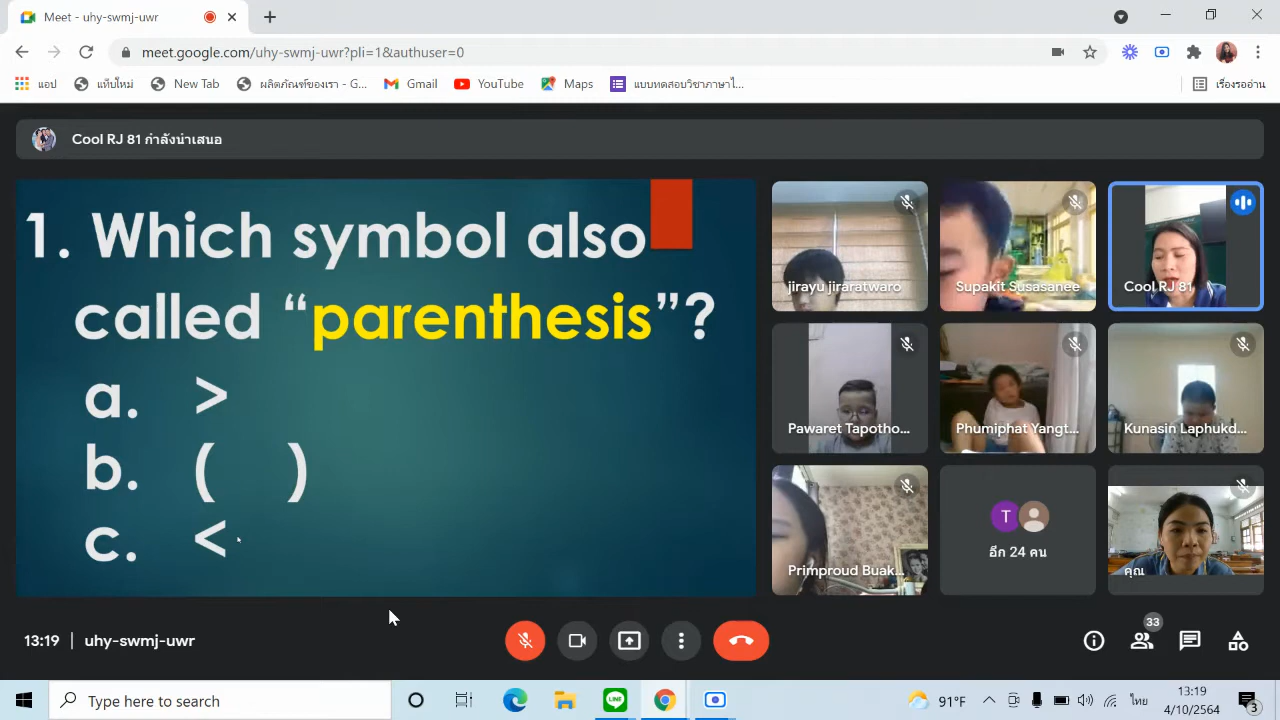 Meet - uhy-swmj-uwr
meet.google.com/uhy-swmj-uwr?pli=1&authuser=0
แอป
แท็บใหม่
New Tab
ผลิตภัณฑ์ของเรา - G...
Gmail
YouTube
Maps
แบบทดสอบวิชาภาษาไ...
เรื่องรออ่าน
Cool RJ 81 กำลังนำเสนอ
1. Which symbol also
called “parenthesis”?
a. >
b. ( )
c. <
jirayu jiraratwaro
Supakit Susasanee
Cool RJ 81
Pawaret Tapotho...
Phumiphat Yangt...
Kunasin Laphukd...
Primproud Buak...
T
อีก 24 คน
คุณ
13:19 | uhy-swmj-uwr
33
Type here to search
LINE
91°F
ไทย
13:19
4/10/2564
3